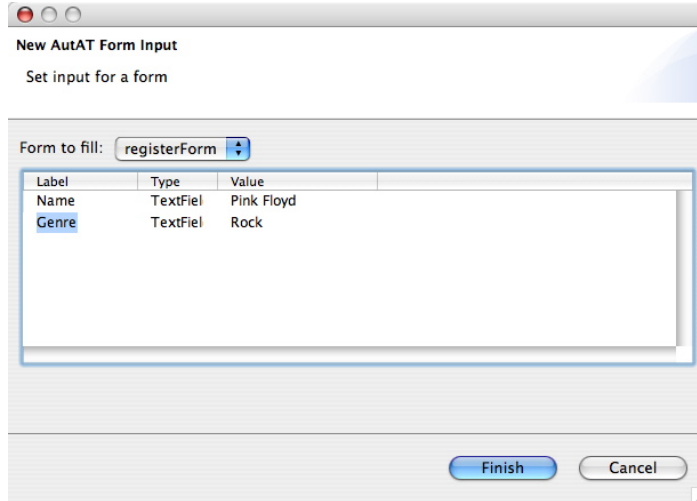 New AutAT Form Input
Set input for a form
Form to fill: registerForm
Label Type Value
Name TextFiel Pink Floyd
Genre TextFiel Rock
Finish Cancel